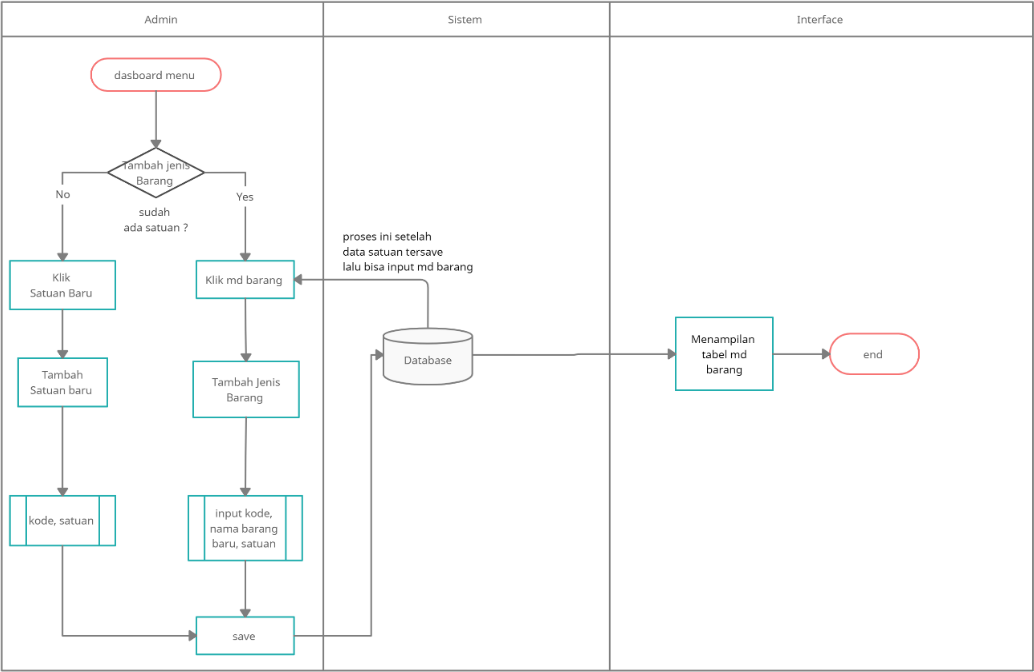 Admin
Sistem
Interface
dasboard menu
Tambah jenis
Barang
No
Yes
sudah
ada satuan ?
proses ini setelah
data satuan tersave
lalu bisa input md barang
Klik
Satuan Baru
Klik md barang
Database
Menampilan
tabel md
barang
end
Tambah
Satuan baru
Tambah Jenis
Barang
kode, satuan
input kode,
nama barang
baru, satuan
save